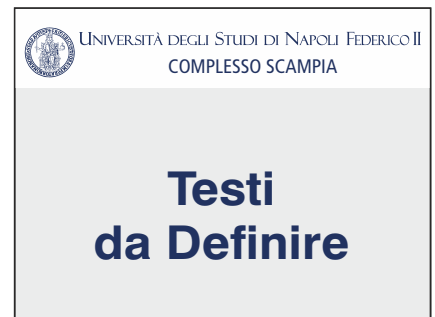 Università degli Studi di Napoli Federico II
COMPLESSO SCAMPIA
Testi
da Definire